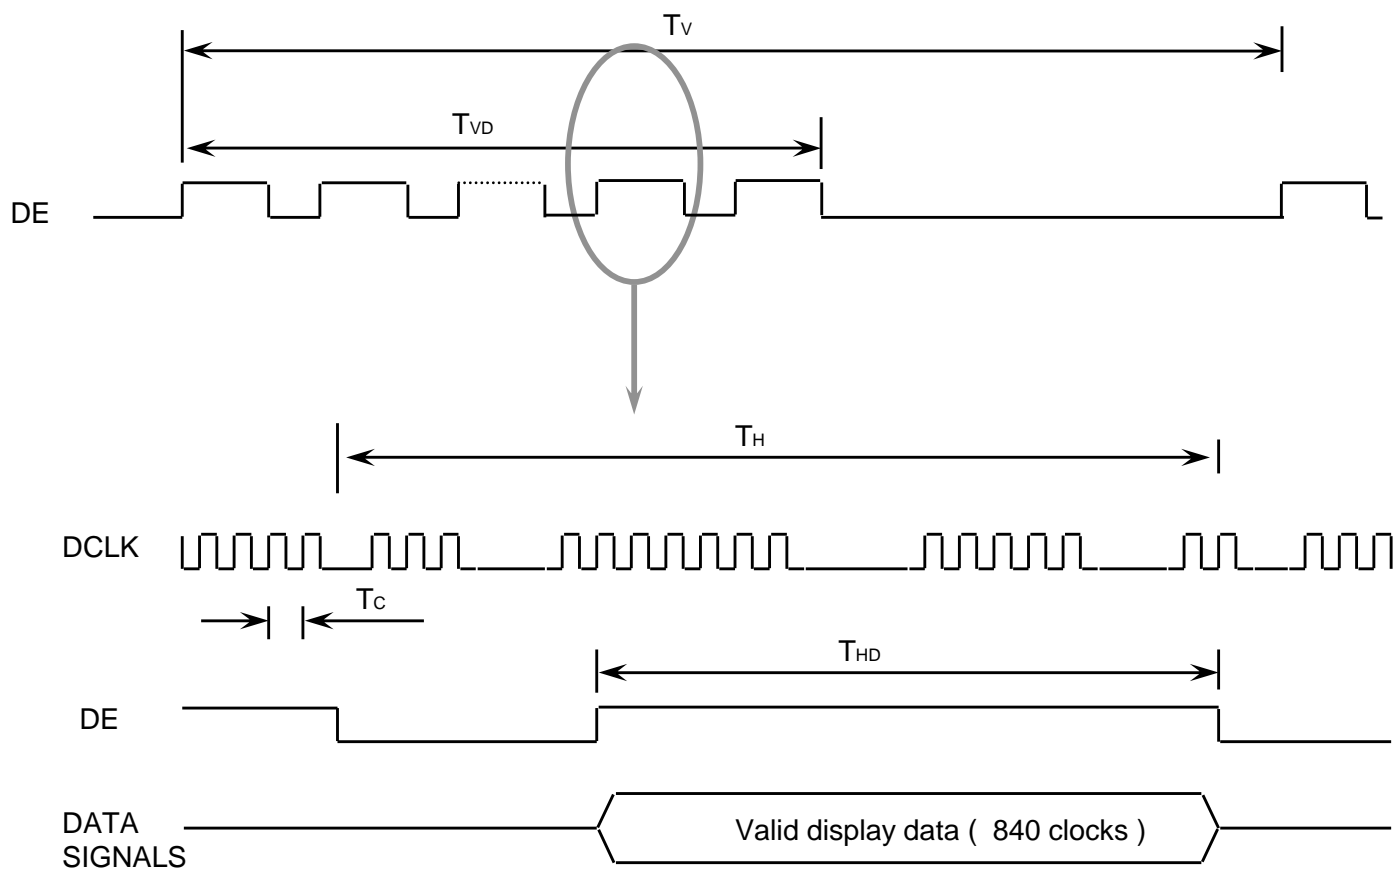 TV
TVD
DE
TH
DCLK
TC
THD
DE
DATA
SIGNALS
Valid display data ( 840 clocks )